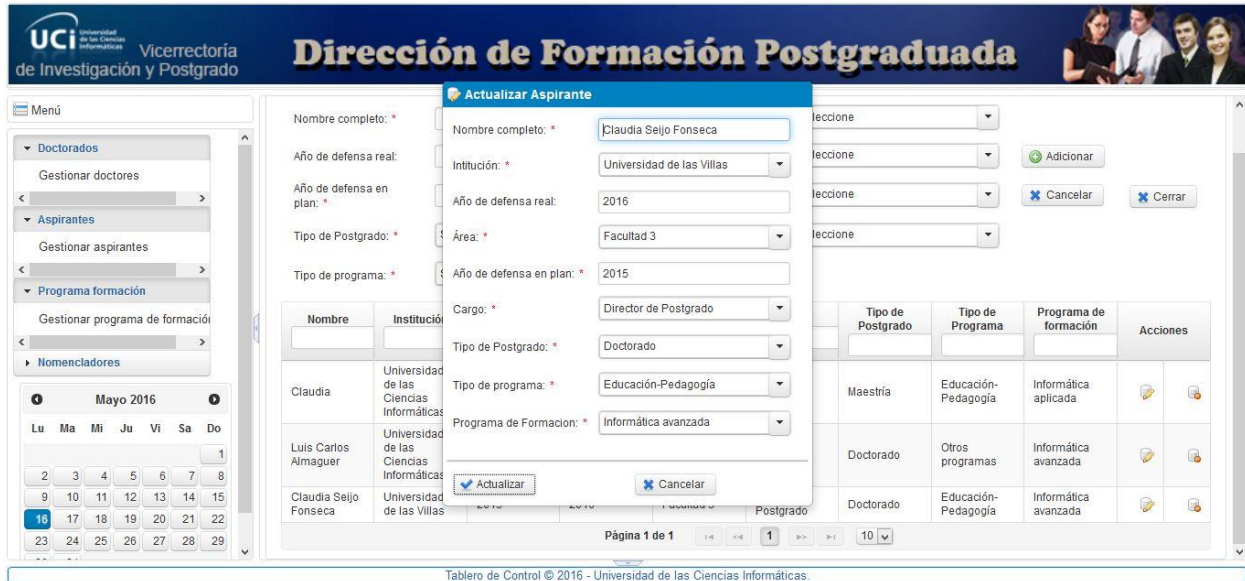 UCi Universidad de las Ciencias Informáticas
Vicerrectoría
de Investigación y Postgrado
Dirección de Formación Postgraduada
Menú
Doctorados
Gestionar doctores
Aspirantes
Gestionar aspirantes
Programa formación
Gestionar programa de formació
Nomencladores
Mayo 2016
Lu Ma Mi Ju Vi Sa Do
1
2 3 4 5 6 7 8
9 10 11 12 13 14 15
16 17 18 19 20 21 22
23 24 25 26 27 28 29
Nombre completo: *
Año de defensa real:
Año de defensa en
plan: *
Tipo de Postgrado: *
Tipo de programa: *
leccione
leccione
Adicionar
leccione
Cancelar
Cerrar
leccione
Actualizar Aspirante
Nombre completo: * Claudia Seijo Fonseca
Intitución: * Universidad de las Villas
Año de defensa real: 2016
Área: * Facultad 3
Año de defensa en plan: * 2015
Cargo: * Director de Postgrado
Tipo de Postgrado: * Doctorado
Tipo de programa: * Educación-Pedagogía
Programa de Formacion: * Informática avanzada
Actualizar Cancelar
Nombre Institució Tipo de Postgrado Tipo de Programa Programa de formación Acciones
Claudia Universidad de las Ciencias Informáticas Maestría Educación-Pedagogía Informática aplicada
Luis Carlos Almaguer Universidad de las Ciencias Informáticas Doctorado Otros programas Informática avanzada
Claudia Seijo Fonseca Universidad de las Villas Postgrado Doctorado Educación-Pedagogía Informática avanzada
Página 1 de 1 1 10
Tablero de Control © 2016 - Universidad de las Ciencias Informáticas.